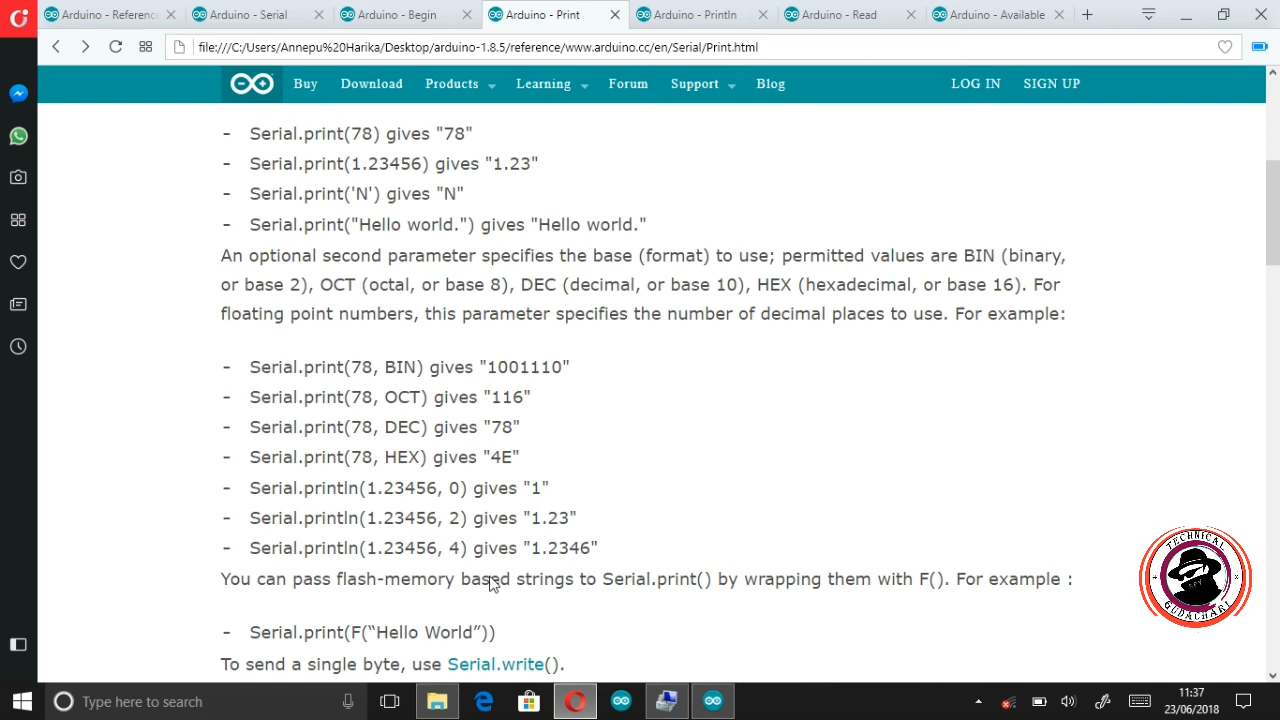 Arduino - Reference
Arduino - Serial
Arduino - Begin
Arduino - Print
Arduino - Println
Arduino - Read
Arduino - Available
file:///C:/Users/Annepu%20Harika/Desktop/arduino-1.8.5/reference/www.arduino.cc/en/Serial/Print.html
Buy Download Products Learning Forum Support Blog LOG IN SIGN UP
- Serial.print(78) gives "78"
- Serial.print(1.23456) gives "1.23"
- Serial.print('N') gives "N"
- Serial.print("Hello world.") gives "Hello world."
An optional second parameter specifies the base (format) to use; permitted values are BIN (binary,
or base 2), OCT (octal, or base 8), DEC (decimal, or base 10), HEX (hexadecimal, or base 16). For
floating point numbers, this parameter specifies the number of decimal places to use. For example:
- Serial.print(78, BIN) gives "1001110"
- Serial.print(78, OCT) gives "116"
- Serial.print(78, DEC) gives "78"
- Serial.print(78, HEX) gives "4E"
- Serial.println(1.23456, 0) gives "1"
- Serial.println(1.23456, 2) gives "1.23"
- Serial.println(1.23456, 4) gives "1.2346"
You can pass flash-memory based strings to Serial.print() by wrapping them with F(). For example :
- Serial.print(F(“Hello World”))
To send a single byte, use Serial.write().
TECHNICAL
GUDACHARI
Type here to search
11:37
23/06/2018